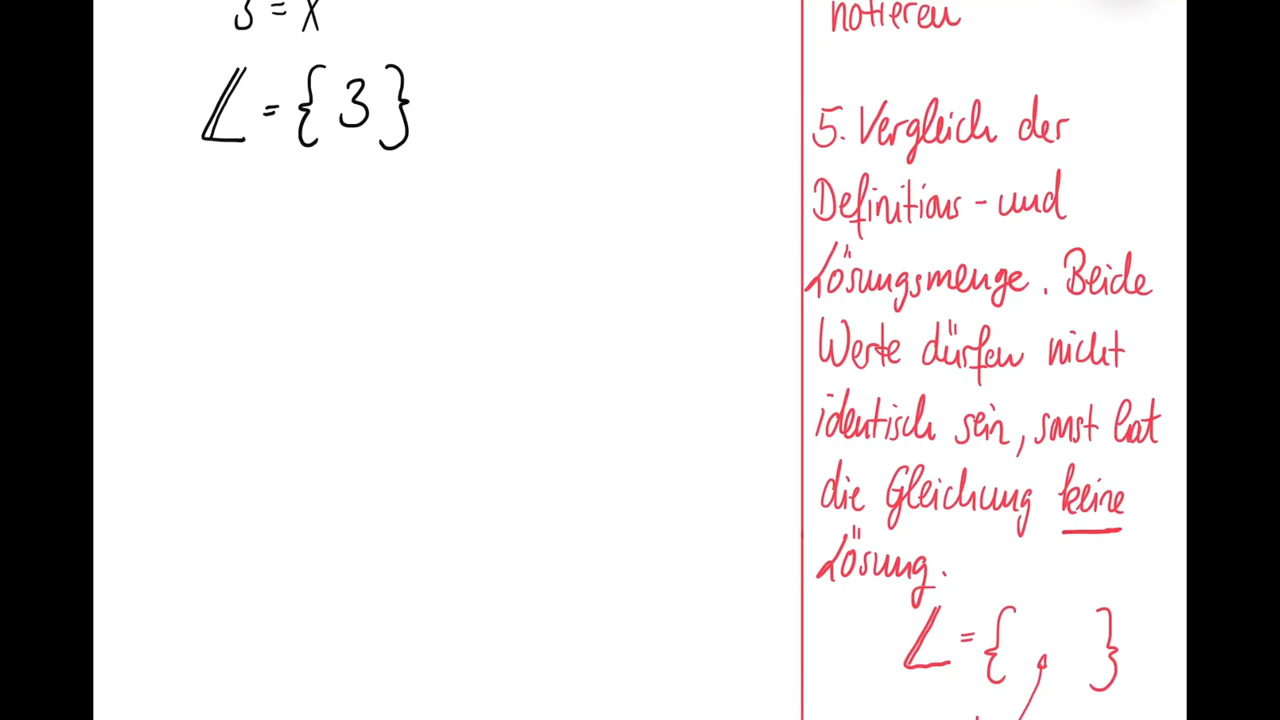 3 = x
𝕃 = { 3 }
notieren
5. Vergleich der
Definitions - und
Lösungsmenge. Beide
Werte dürfen nicht
identisch sein, sonst hat
die Gleichung keine
Lösung.
𝕃 = { , }